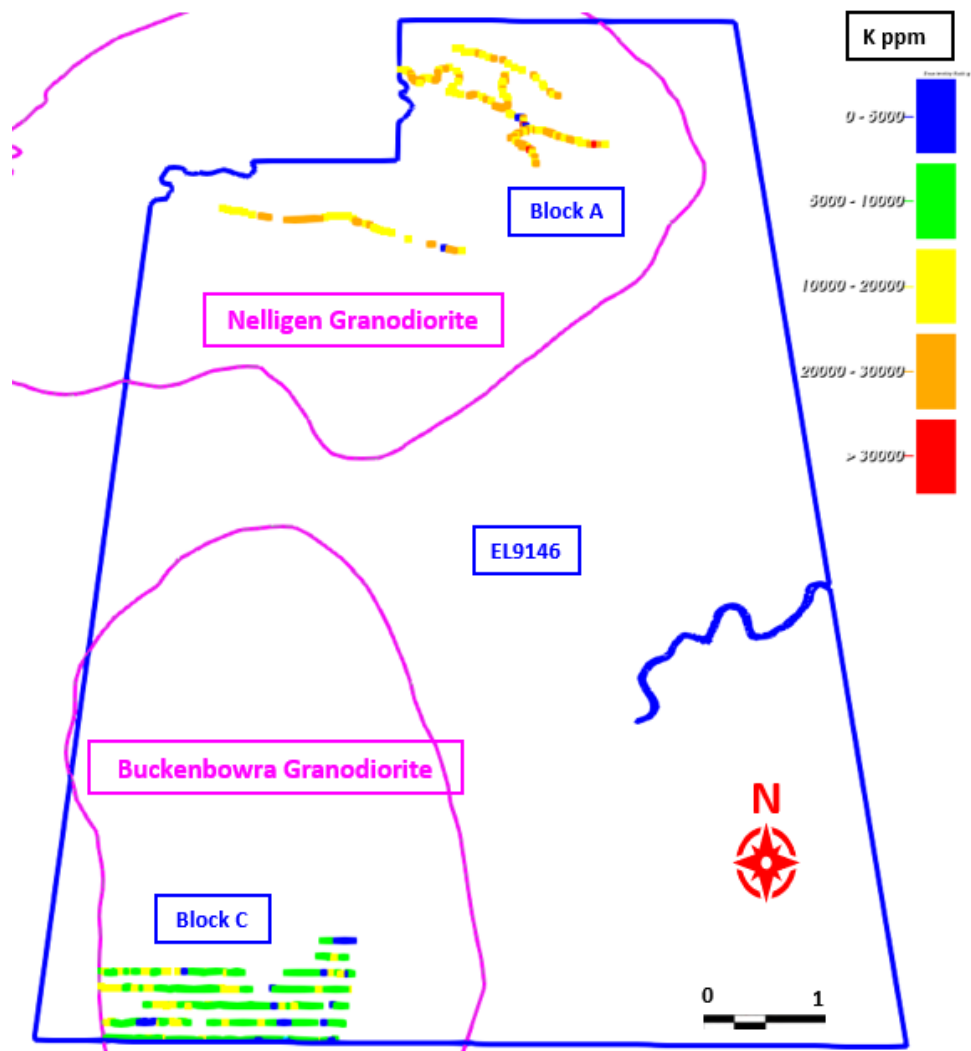 K ppm
0 - 5000
5000 - 10000
10000 - 20000
20000 - 30000
> 30000
Block A
Nelligen Granodiorite
EL9146
Buckenbowra Granodiorite
N
Block C
0 1